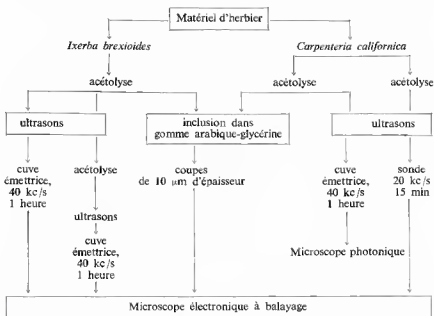 Matériel d'herbier
Ixerba brexioides
Carpenteria californica
acétolyse
acétolyse
acétolyse
ultrasons
inclusion dans
gomme arabique-glycérine
ultrasons
cuve
émettrice,
40 kc/s
1 heure
acétolyse
ultrasons
cuve
émettrice,
40 kc/s
1 heure
coupes
de 10 µm d'épaisseur
cuve
émettrice,
40 kc/s
1 heure
sonde
20 kc/s
15 min
Microscope photonique
Microscope électronique à balayage